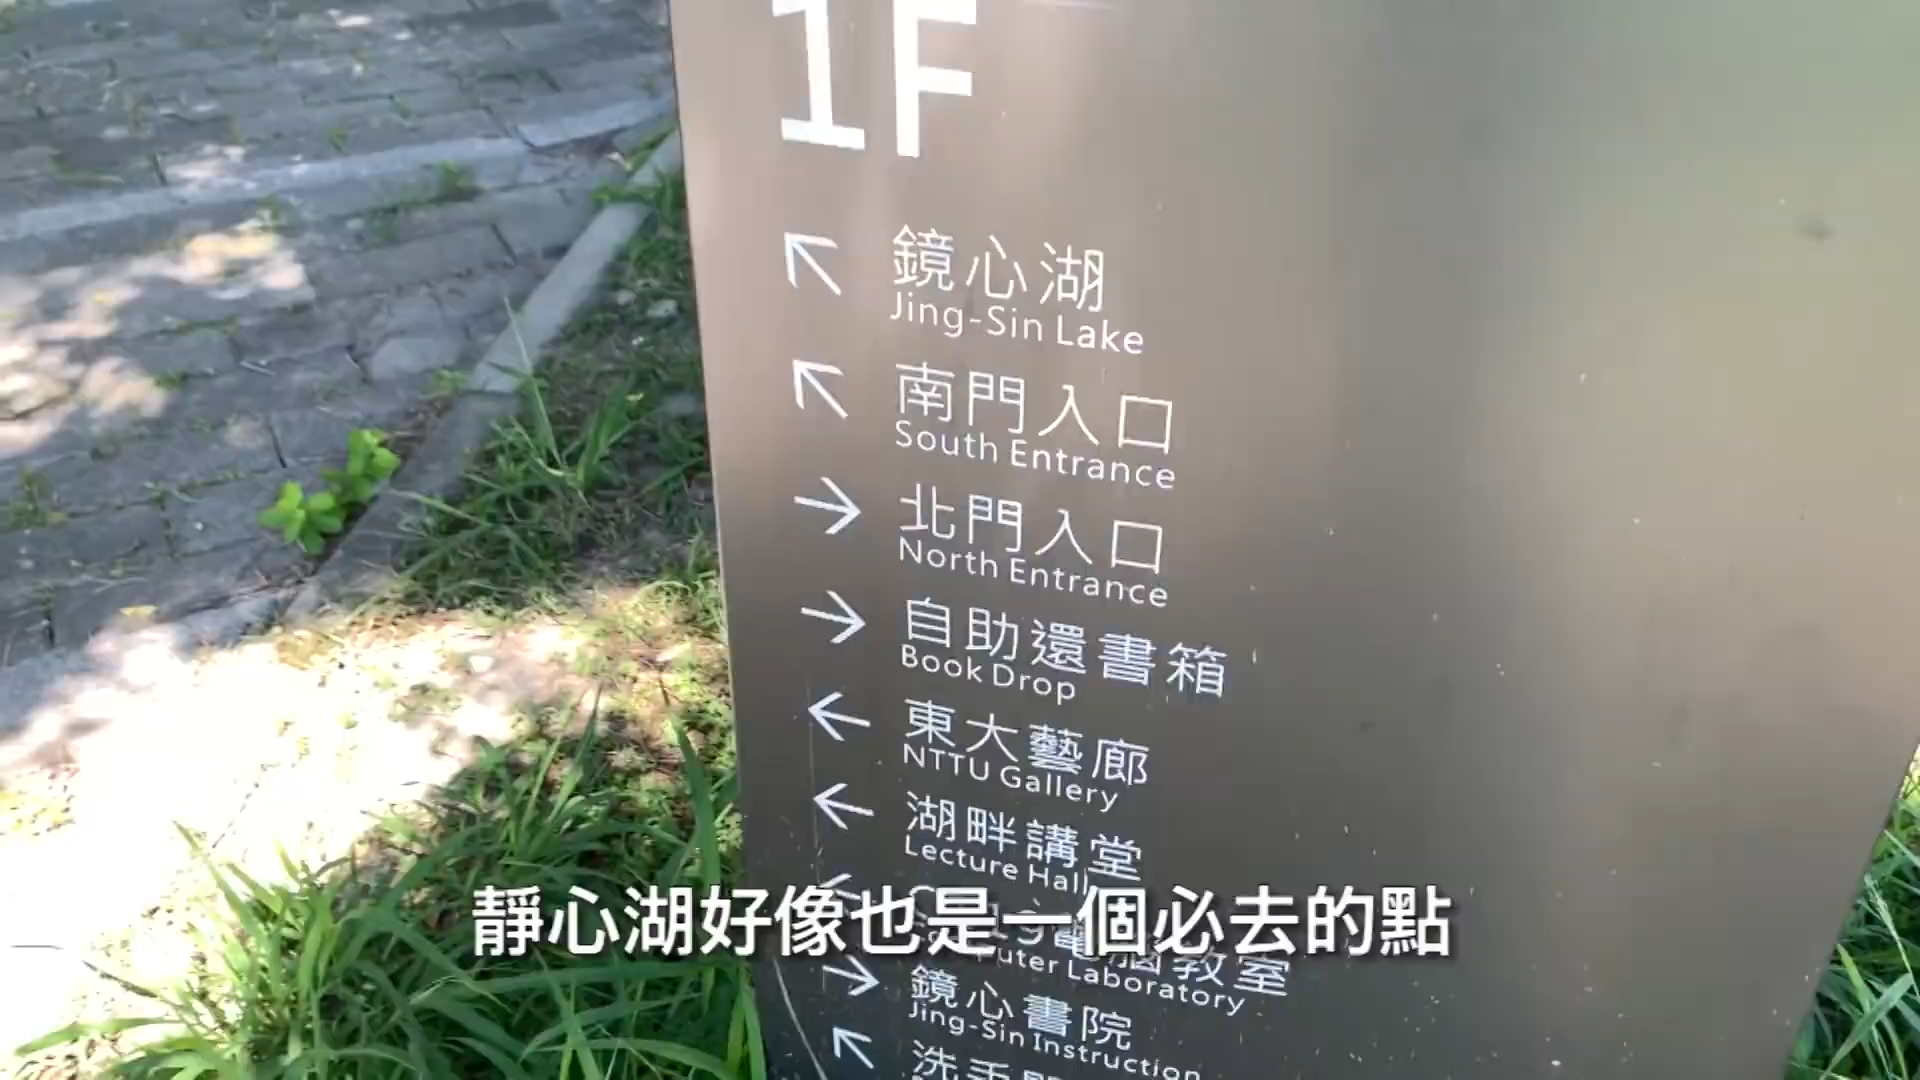 1F
鏡心湖
Jing-Sin Lake
南門入口
South Entrance
北門入口
North Entrance
自助還書箱
Book Drop
東大藝廊
NTTU Gallery
湖畔講堂
Lecture Hall
靜心湖好像也是一個必去的點
電腦教室
Laboratory
鏡心書院
Jing-Sin Instruction
洗手